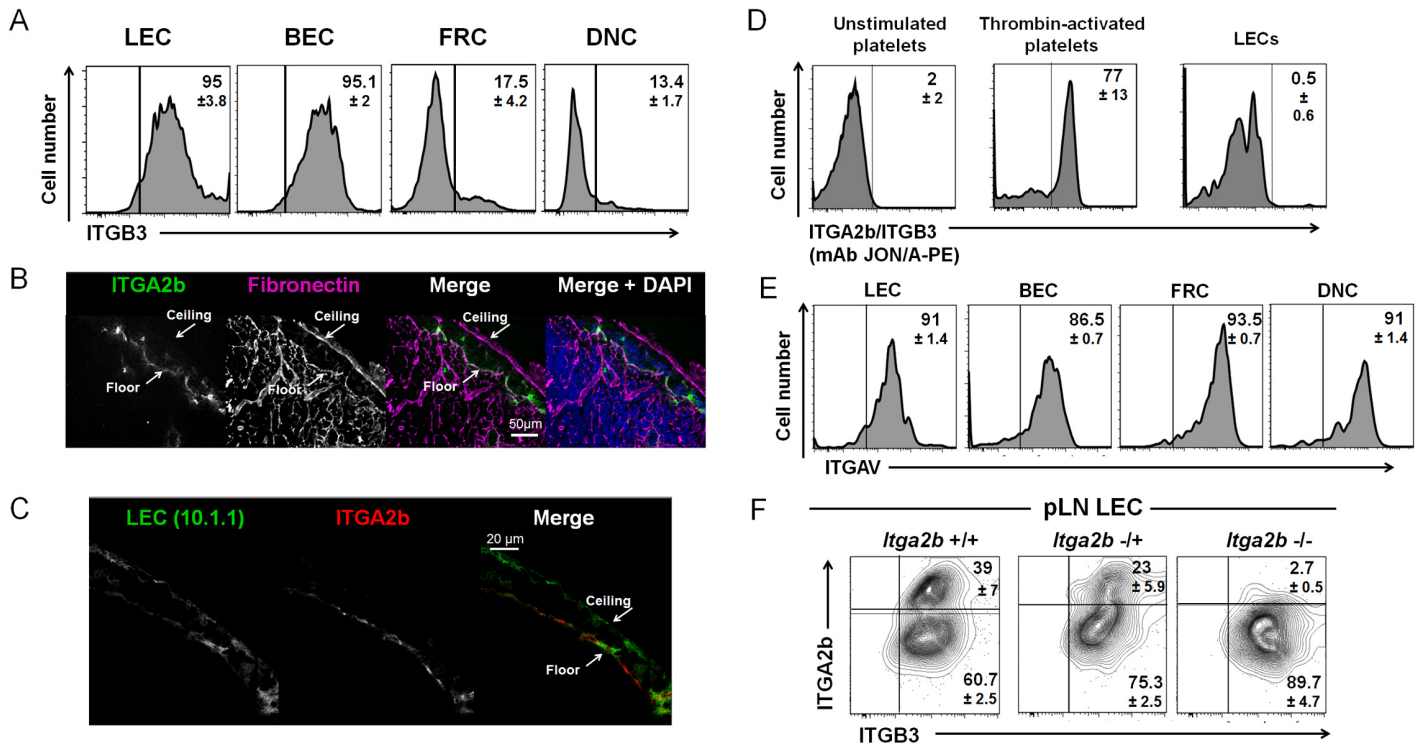 A
LEC BEC FRC DNC
95 95.1 17.5 13.4
±3.8 ± 2 ± 4.2 ± 1.7
Cell number
ITGB3
B
ITGA2b Fibronectin Merge Merge + DAPI
Ceiling Ceiling Ceiling
Floor Floor Floor
50μm
C
LEC (10.1.1) ITGA2b Merge
20 μm
Ceiling
Floor
D
Unstimulated platelets
Thrombin-activated platelets
LECs
2 77 0.5
± 2 ± 13 ± 0.6
Cell number
ITGA2b/ITGB3
(mAb JON/A-PE)
E
LEC BEC FRC DNC
91 86.5 93.5 91
± 1.4 ± 0.7 ± 0.7 ± 1.4
Cell number
ITGAV
F
pLN LEC
Itga2b +/+ Itga2b -/+ Itga2b -/-
39 23 2.7
± 7 ± 5.9 ± 0.5
ITGA2b
60.7 75.3 89.7
± 2.5 ± 2.5 ± 4.7
ITGB3